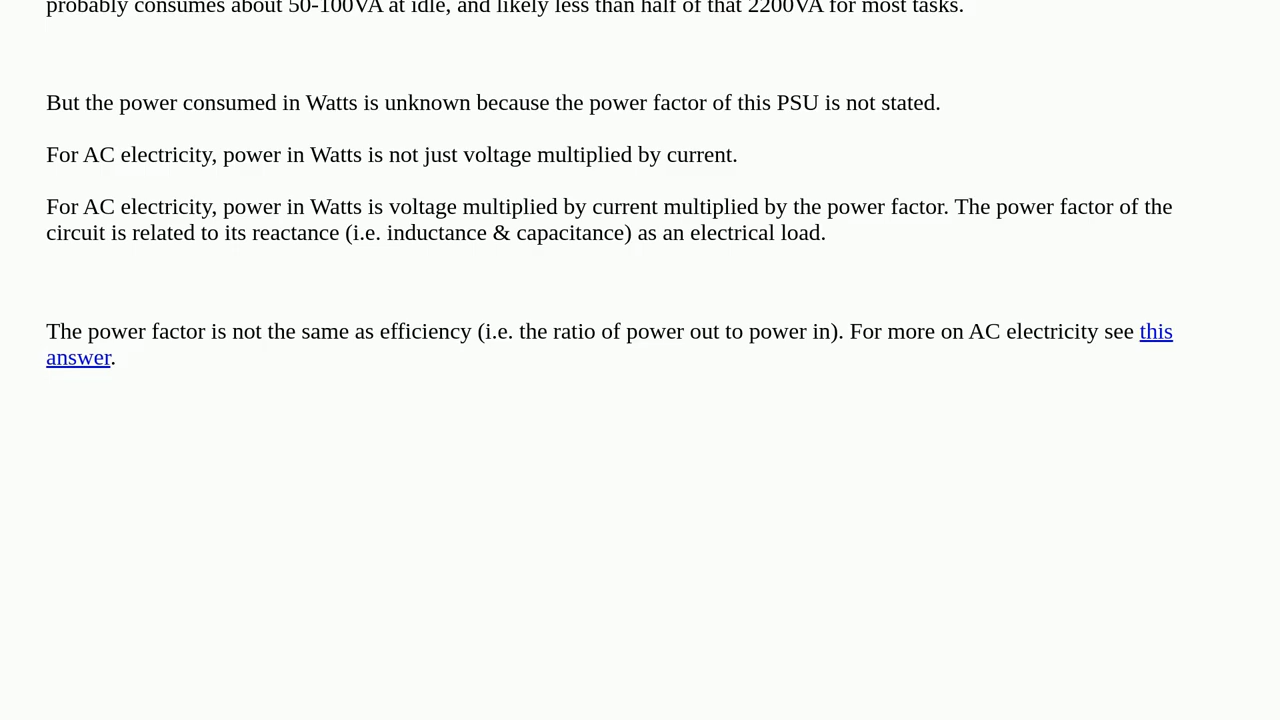 probably consumes about 50-100VA at idle, and likely less than half of that 2200VA for most tasks.
But the power consumed in Watts is unknown because the power factor of this PSU is not stated.
For AC electricity, power in Watts is not just voltage multiplied by current.
For AC electricity, power in Watts is voltage multiplied by current multiplied by the power factor. The power factor of the
circuit is related to its reactance (i.e. inductance & capacitance) as an electrical load.
The power factor is not the same as efficiency (i.e. the ratio of power out to power in). For more on AC electricity see this
answer.